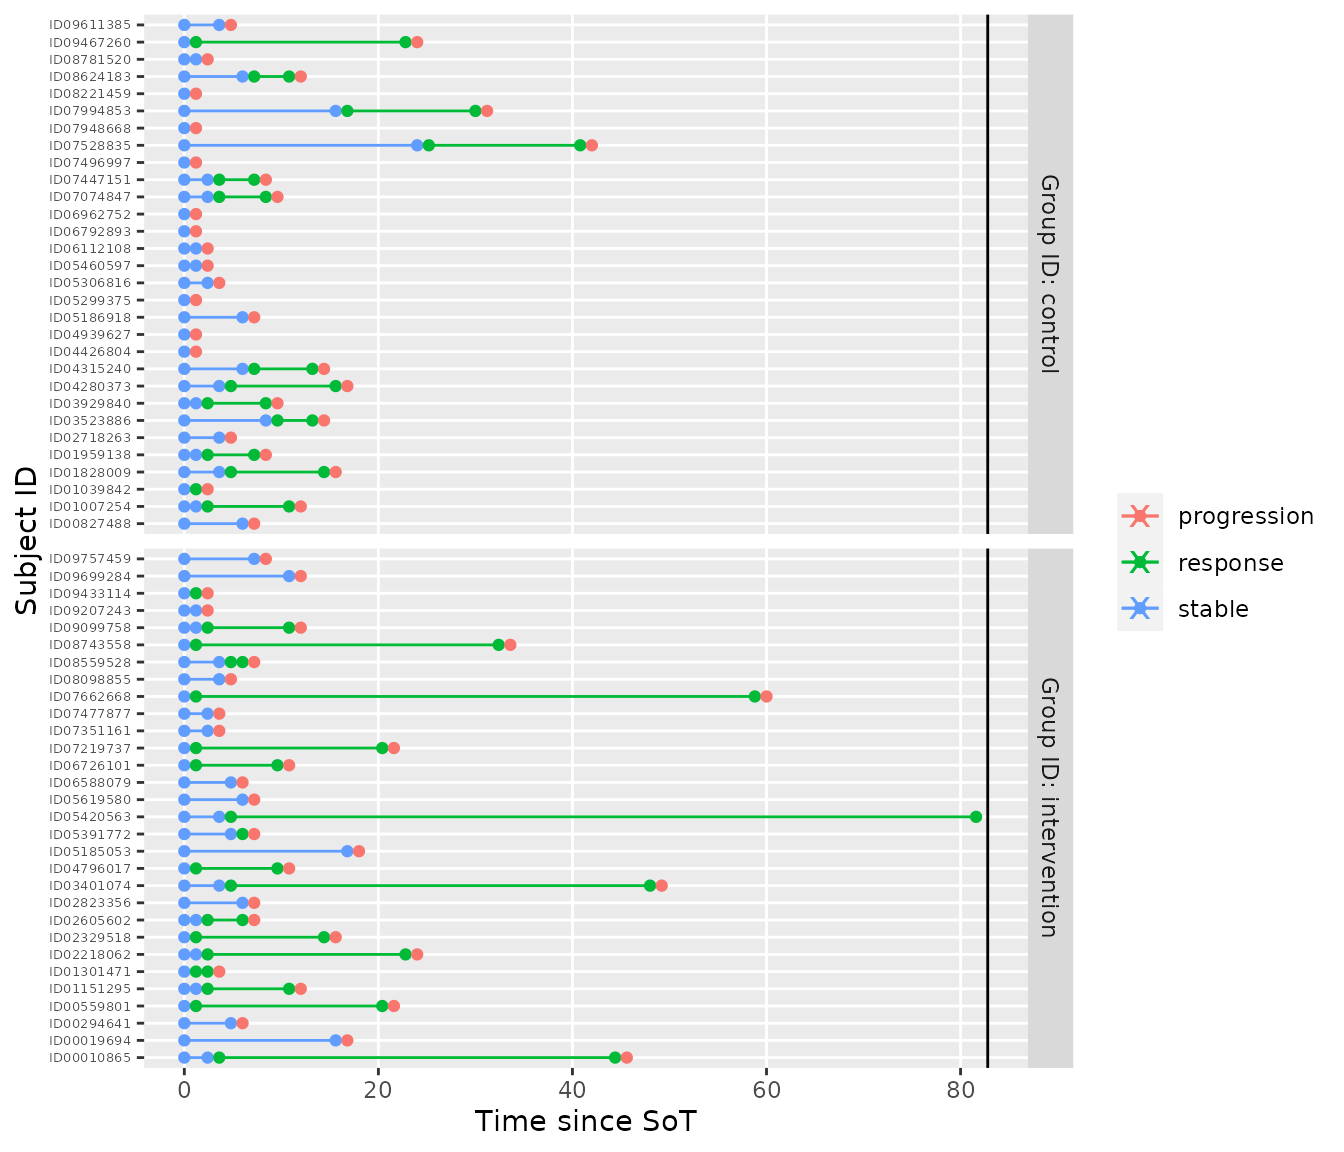 ID09611385
ID09467260
ID08781520
ID08624183
ID08221459
ID07994853
ID07948668
ID07528835
ID07496997
ID07447151
ID07074847
ID06962752
ID06792893
ID06112108
ID05460597
ID05306816
ID05299375
ID05186918
ID04939627
ID04426804
ID04315240
ID04280373
ID03929840
ID03523886
ID02718263
ID01959138
ID01828009
ID01039842
ID01007254
ID00827488
Group ID: control
ID09757459
ID09699284
ID09433114
ID09207243
ID09099758
ID08743558
ID08559528
ID08098855
ID07662668
ID07477877
ID07351161
ID07219737
ID06726101
ID06588079
ID05619580
ID05420563
ID05391772
ID05185053
ID04796017
ID03401074
ID02823356
ID02605602
ID02329518
ID02218062
ID01301471
ID01151295
ID00559801
ID00294641
ID00019694
ID00010865
Group ID: intervention
Subject ID
0 20 40 60 80
Time since SoT
progression
response
stable